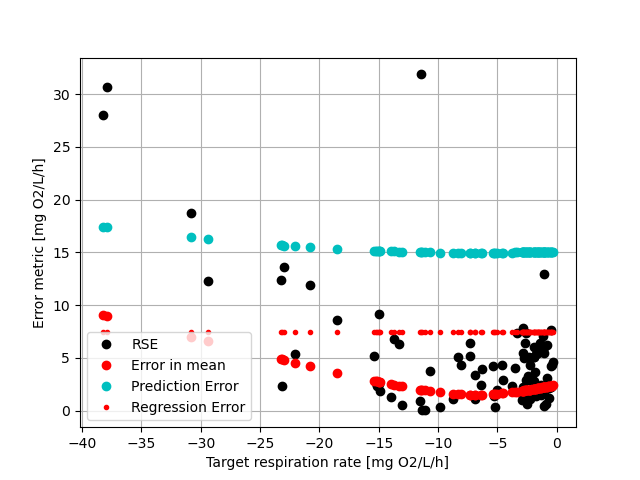 30
25
20
15
10
5
0
Error metric [mg O2/L/h]
RSE
Error in mean
Prediction Error
Regression Error
−40 −35 −30 −25 −20 −15 −10 −5 0
Target respiration rate [mg O2/L/h]